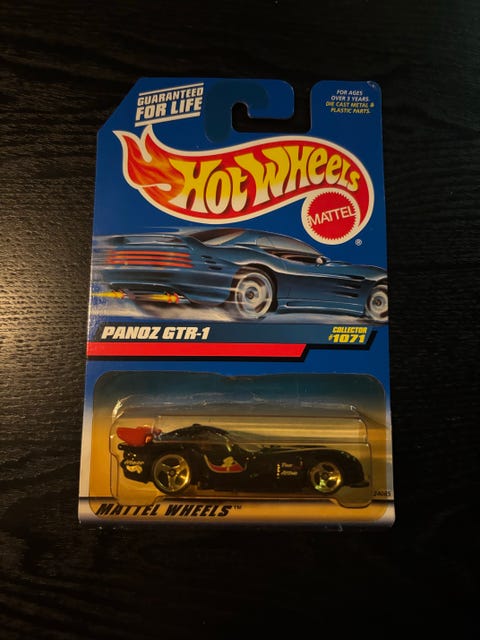 GUARANTEED
FOR LIFE
FOR AGES
OVER 3 YEARS.
DIE CAST METAL &
PLASTIC PARTS.
HOT WHEELS
MATTEL
®
PANOZ GTR-1
COLLECTOR
#1071
MATTEL WHEELS™